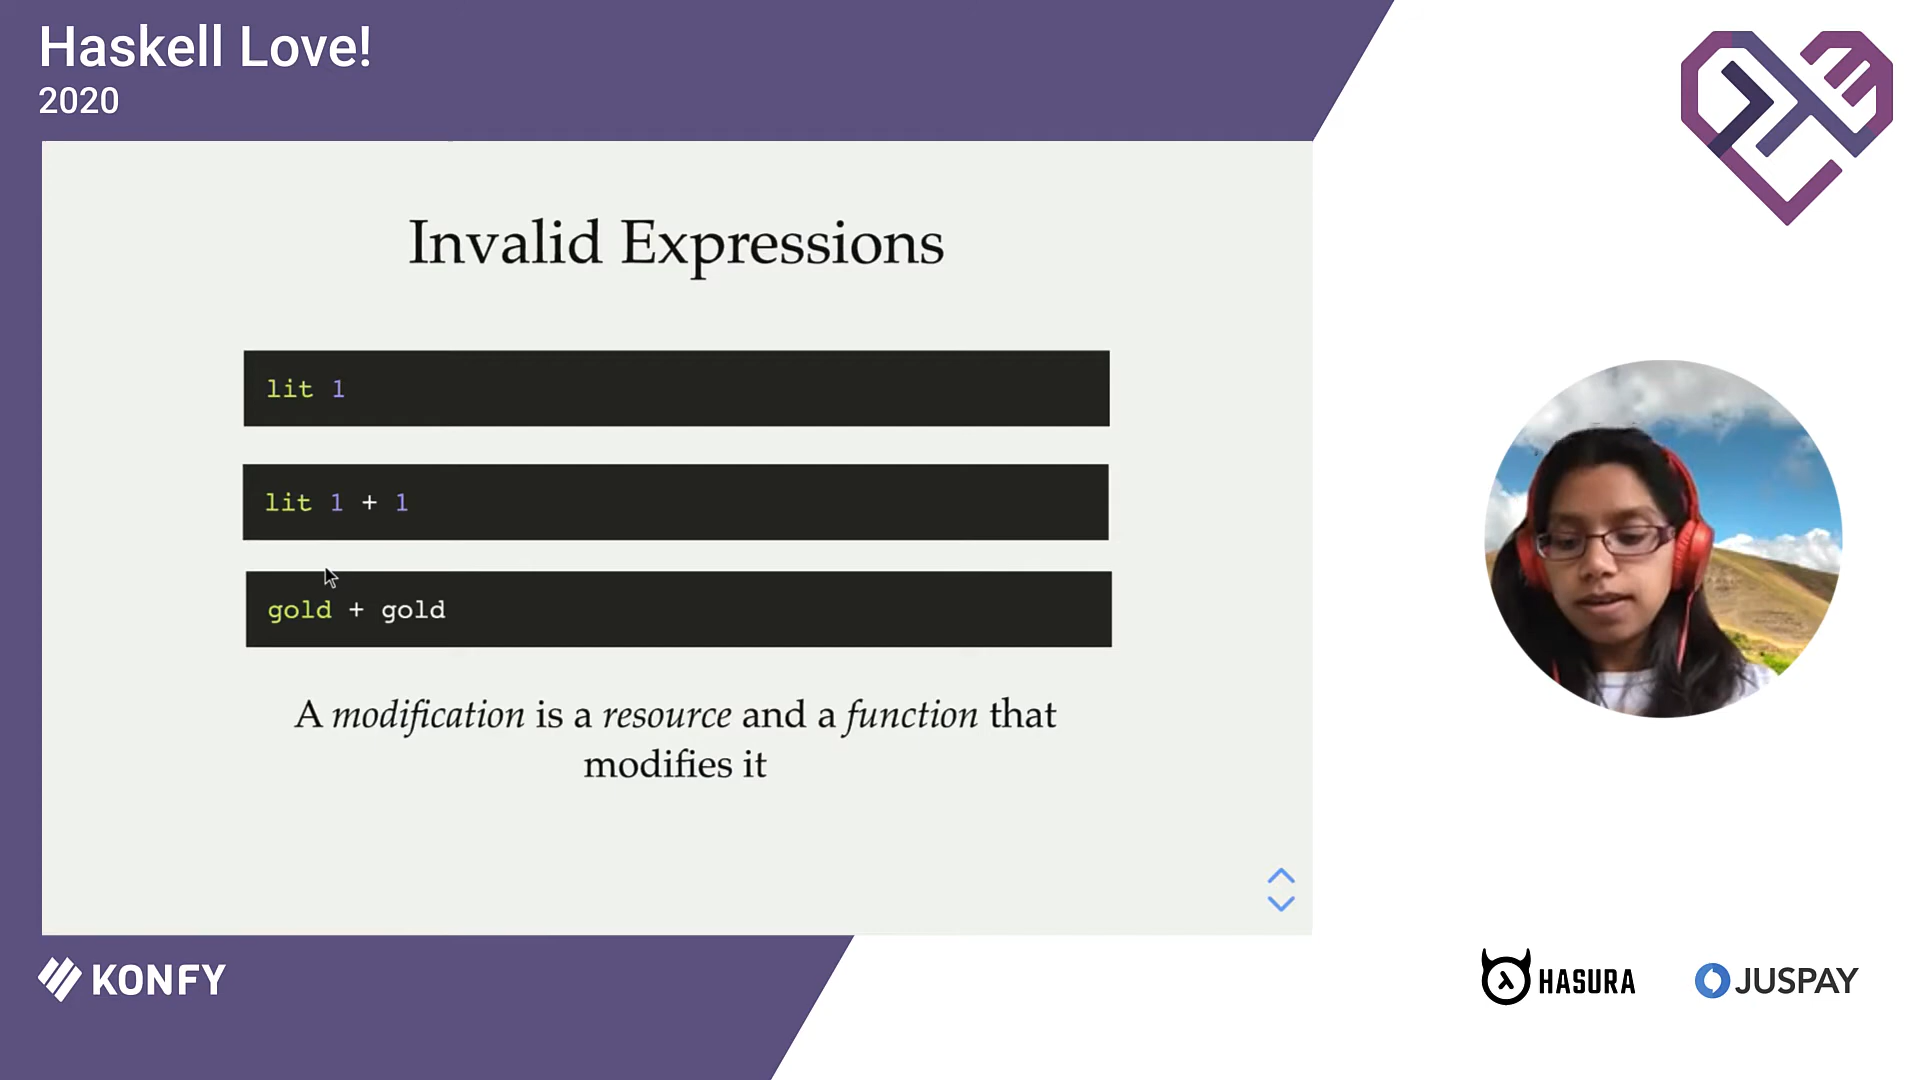 Haskell Love!
2020
Invalid Expressions
lit 1
lit 1 + 1
gold + gold
A modification is a resource and a function that
modifies it
KONFY
HASURA
JUSPAY